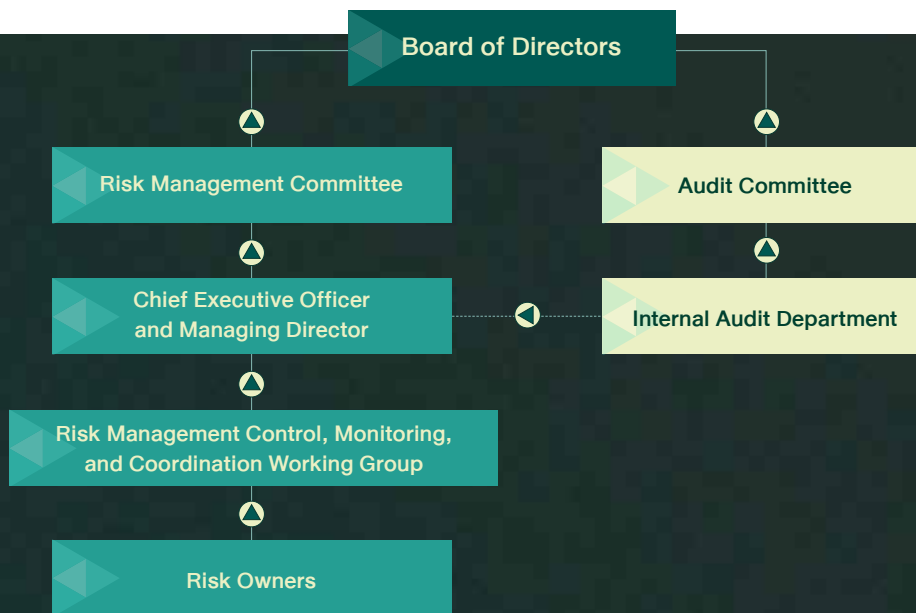 Board of Directors
Risk Management Committee
Audit Committee
Chief Executive Officer
and Managing Director
Internal Audit Department
Risk Management Control, Monitoring,
and Coordination Working Group
Risk Owners